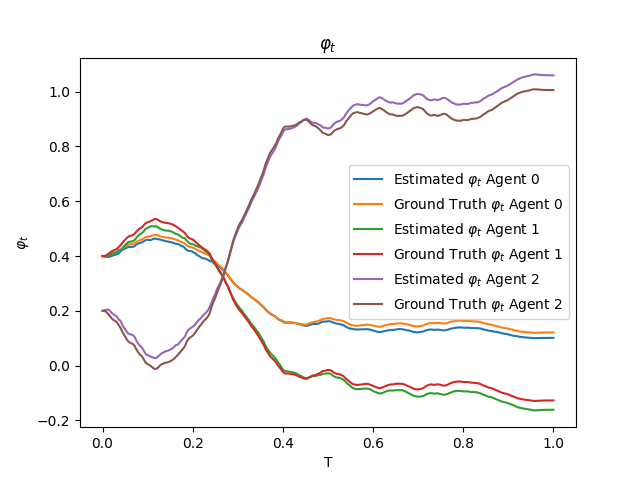 φt
φt
1.0
0.8
0.6
0.4
0.2
0.0
−0.2
Estimated φt Agent 0
Ground Truth φt Agent 0
Estimated φt Agent 1
Ground Truth φt Agent 1
Estimated φt Agent 2
Ground Truth φt Agent 2
0.0 0.2 0.4 0.6 0.8 1.0
T